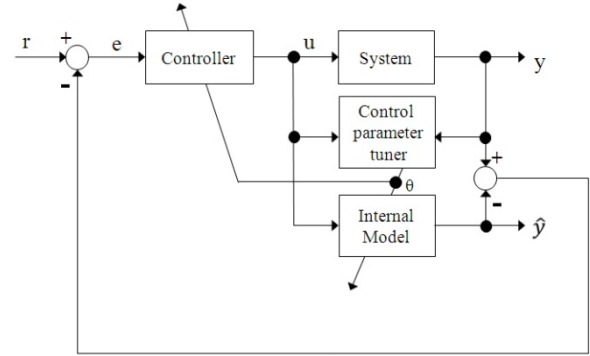 r
+
e
-
Controller
u
System
y
Control
parameter
tuner
+
θ
-
Internal
Model
ŷ